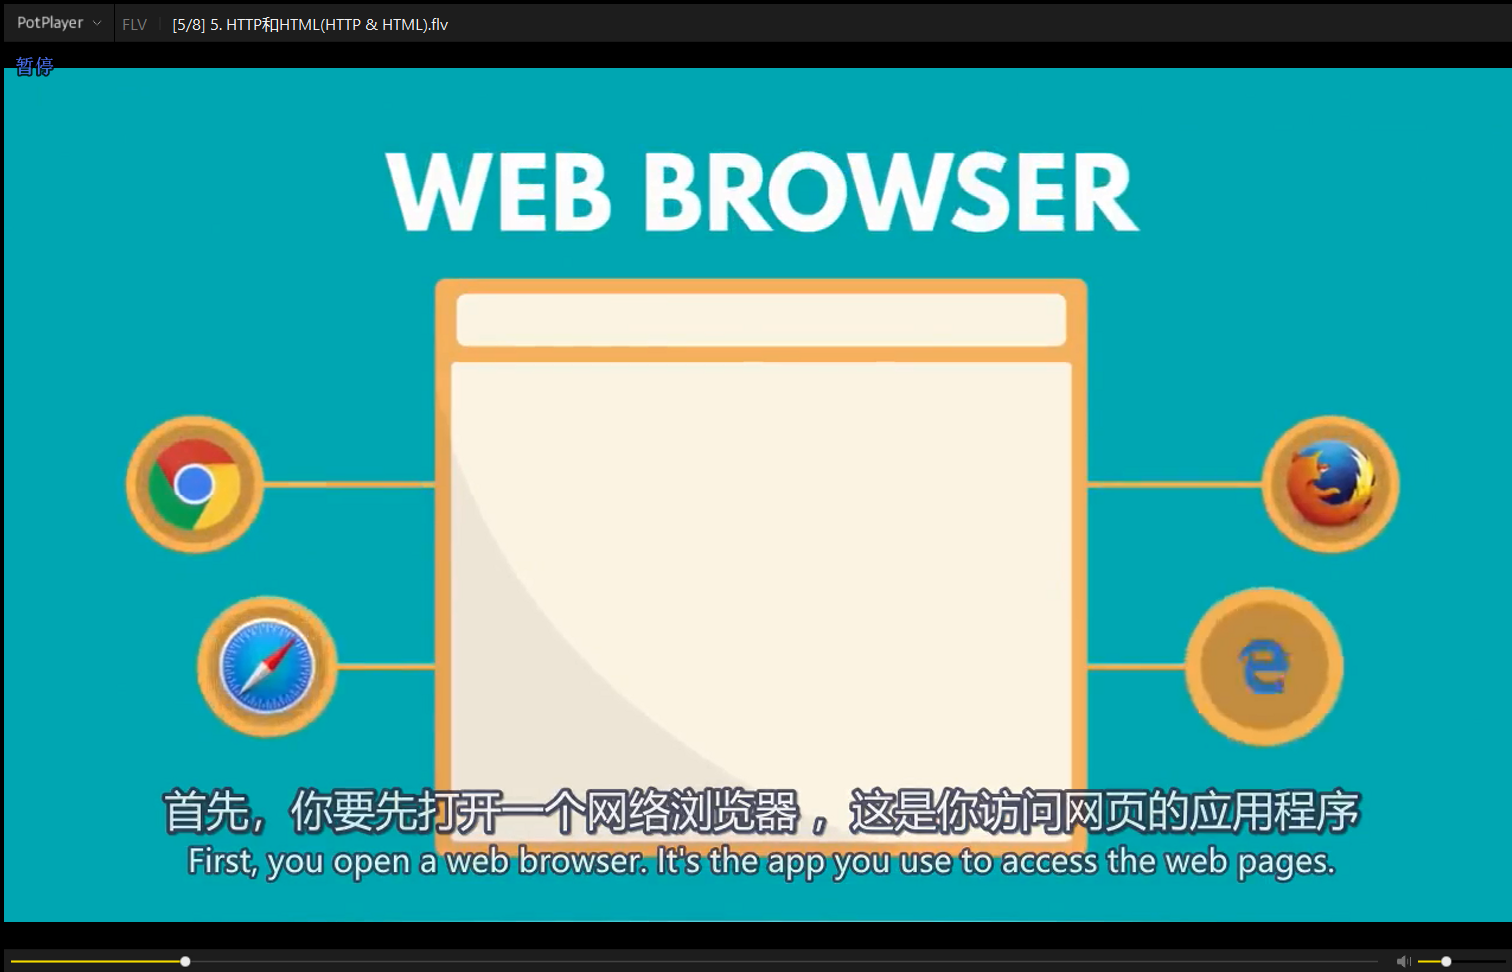 PotPlayer FLV [5/8] 5. HTTP和HTML(HTTP & HTML).flv
暂停
WEB BROWSER
首先，你要先打开一个网络浏览器，这是你访问网页的应用程序
First, you open a web browser. It's the app you use to access the web pages.